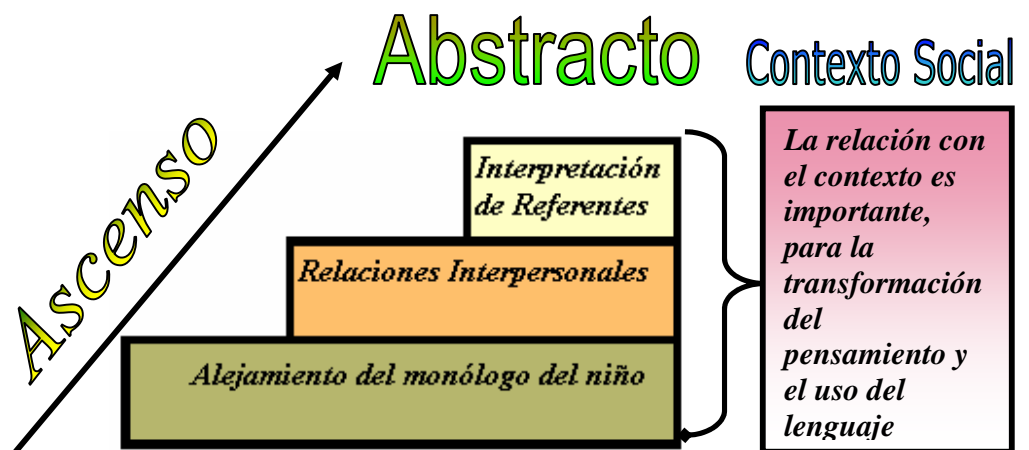 Abstracto
Contexto Social
Ascenso
Interpretación
de Referentes
Relaciones Interpersonales
Alejamiento del monólogo del niño
La relación con
el contexto es
importante,
para la
transformación
del
pensamiento y
el uso del
lenguaje